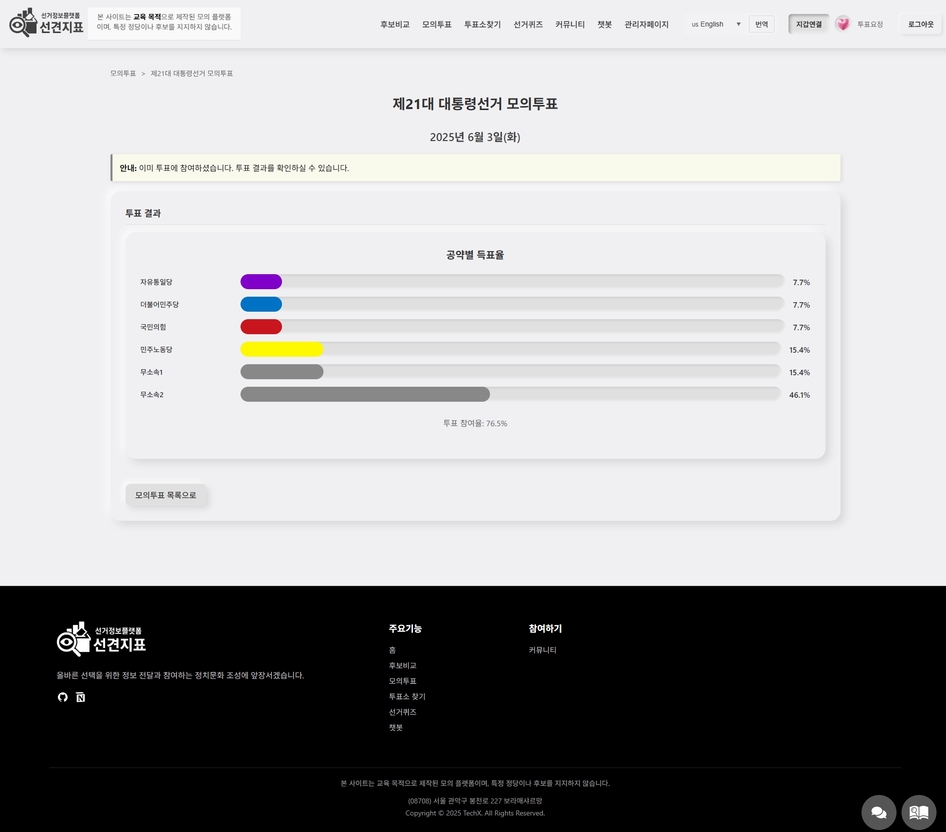 선거정보플랫폼
선견지표
본 사이트는 교육 목적으로 제작된 모의 플랫폼
이며, 특정 정당이나 후보를 지지하지 않습니다.
후보비교 모의투표 투표소찾기 선거퀴즈 커뮤니티 챗봇 관리자페이지 us English 번역 지갑연결 투표요정 로그아웃
모의투표 > 제21대 대통령선거 모의투표
제21대 대통령선거 모의투표
2025년 6월 3일(화)
안내: 이미 투표에 참여하셨습니다. 투표 결과를 확인하실 수 있습니다.
투표 결과
공약별 득표율
자유통일당 7.7%
더불어민주당 7.7%
국민의힘 7.7%
민주노동당 15.4%
무소속1 15.4%
무소속2 46.1%
투표 참여율: 76.5%
모의투표 목록으로
선거정보플랫폼
선견지표
올바른 선택을 위한 정보 전달과 참여하는 정치문화 조성에 앞장서겠습니다.
주요기능
홈
후보비교
모의투표
투표소 찾기
선거퀴즈
챗봇
참여하기
커뮤니티
본 사이트는 교육 목적으로 제작된 모의 플랫폼이며, 특정 정당이나 후보를 지지하지 않습니다.
(08708) 서울 관악구 봉천로 227 보라매샤르망
Copyright © 2025 TechX. All Rights Reserved.